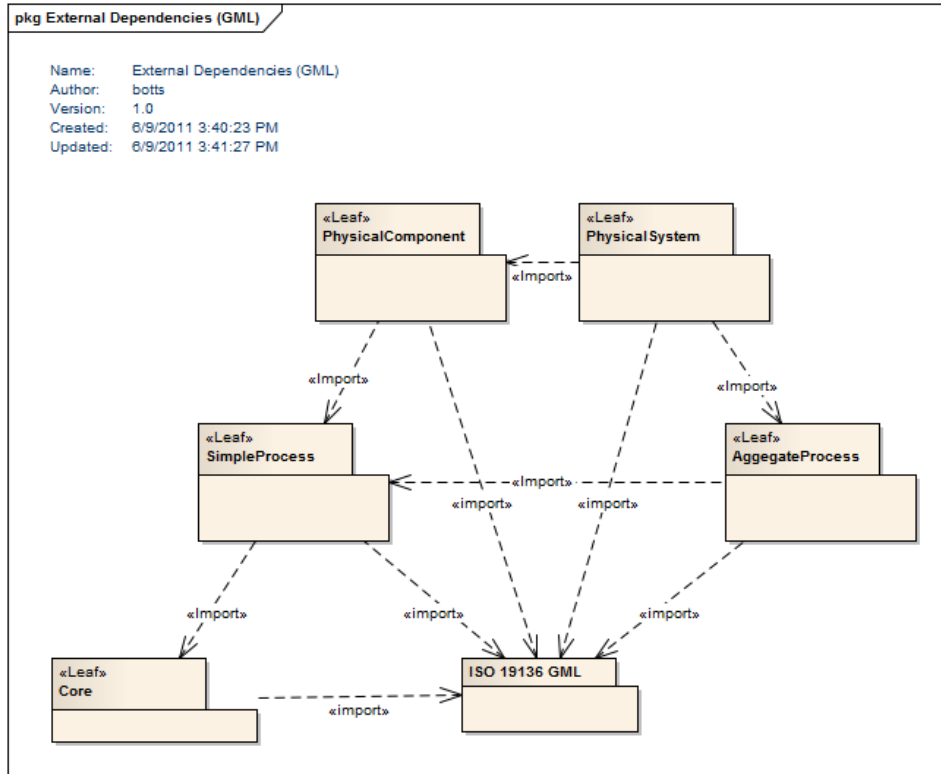 pkg External Dependencies (GML)
Name: External Dependencies (GML)
Author: botts
Version: 1.0
Created: 6/9/2011 3:40:23 PM
Updated: 6/9/2011 3:41:27 PM
«Leaf»
PhysicalComponent
«Leaf»
PhysicalSystem
«Import»
«Import»
«Import»
«Leaf»
SimpleProcess
«Leaf»
AggegateProcess
«Import»
«import»
«import»
«Import»
«import»
«import»
«Leaf»
Core
ISO 19136 GML
«import»